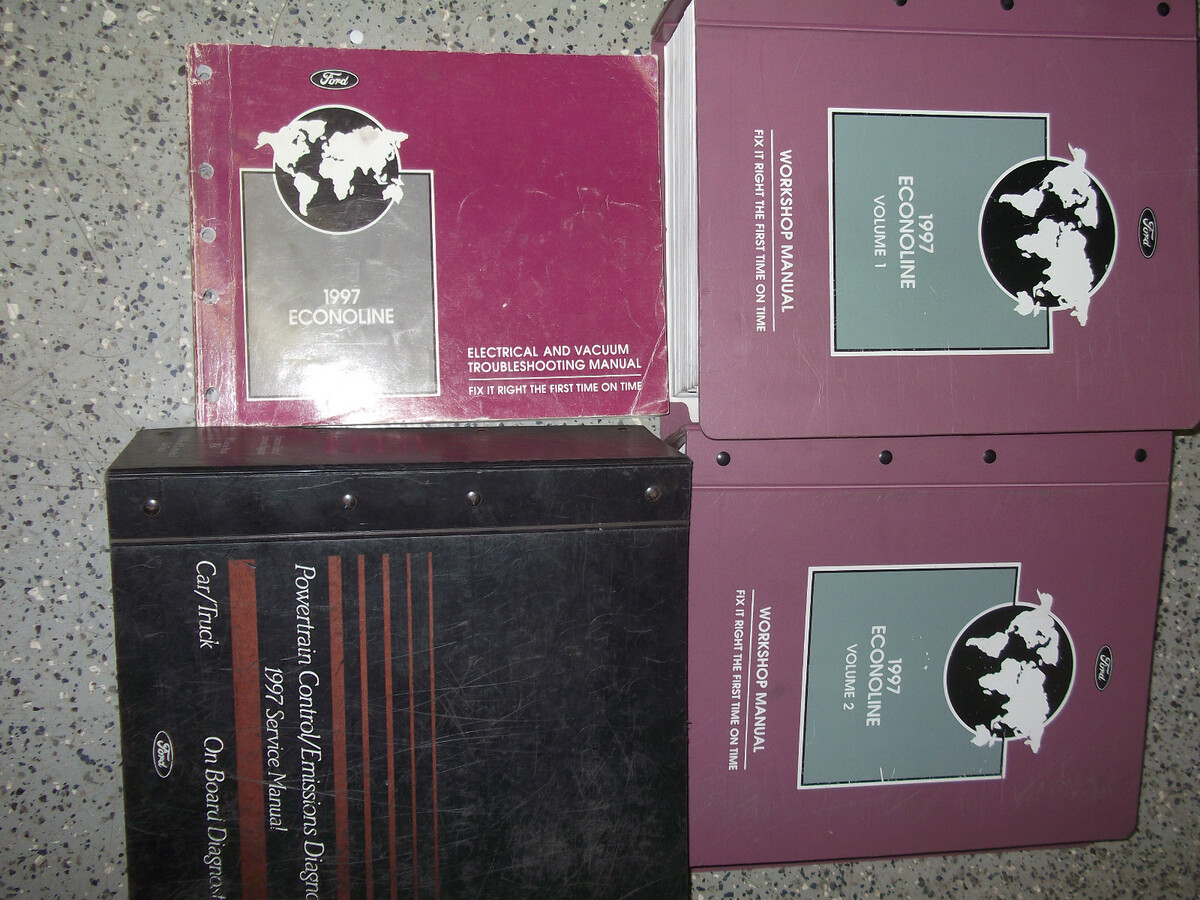 Ford
1997
ECONOLINE
ELECTRICAL AND VACUUM
TROUBLESHOOTING MANUAL
FIX IT RIGHT THE FIRST TIME ON TIME
Ford
1997
ECONOLINE
VOLUME 1
WORKSHOP MANUAL
FIX IT RIGHT THE FIRST TIME ON TIME
Ford
1997
ECONOLINE
VOLUME 2
WORKSHOP MANUAL
FIX IT RIGHT THE FIRST TIME ON TIME
Powertrain Control/Emissions Diagno
1997 Service Manual
Car/Truck On Board Diagnost
Ford